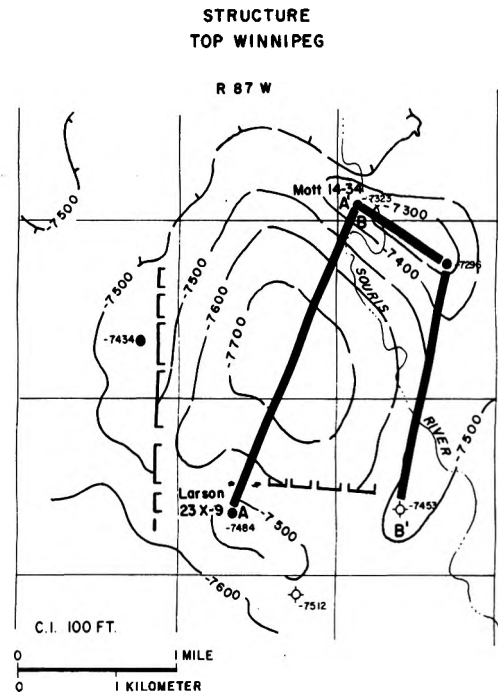 STRUCTURE
TOP WINNIPEG
R 87 W
Mott 14-34
-7323
A'
B
-7300
-7500
-7400
-7296
-7500
-7500
-7600
SOURIS
-7434
-7700
RIVER
-7500
Larson
23 X-9
A
-7484
-7500
-7453
B'
-7600
-7512
C.I. 100 FT.
0 1 MILE
0 1 KILOMETER